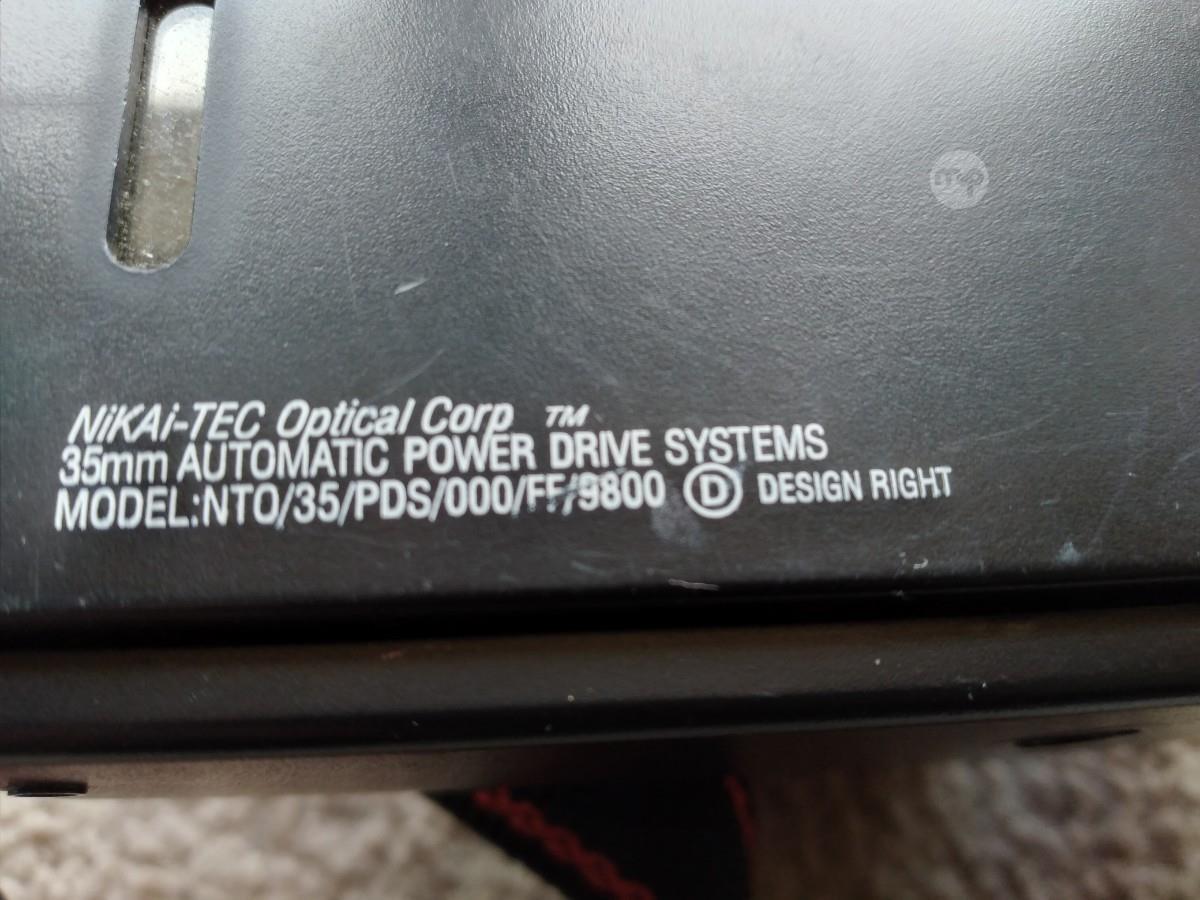 NiKAi-TEC Optical Corp TM
35mm AUTOMATIC POWER DRIVE SYSTEMS
MODEL:NTO/35/PDS/000/FF/9800 Ⓓ DESIGN RIGHT